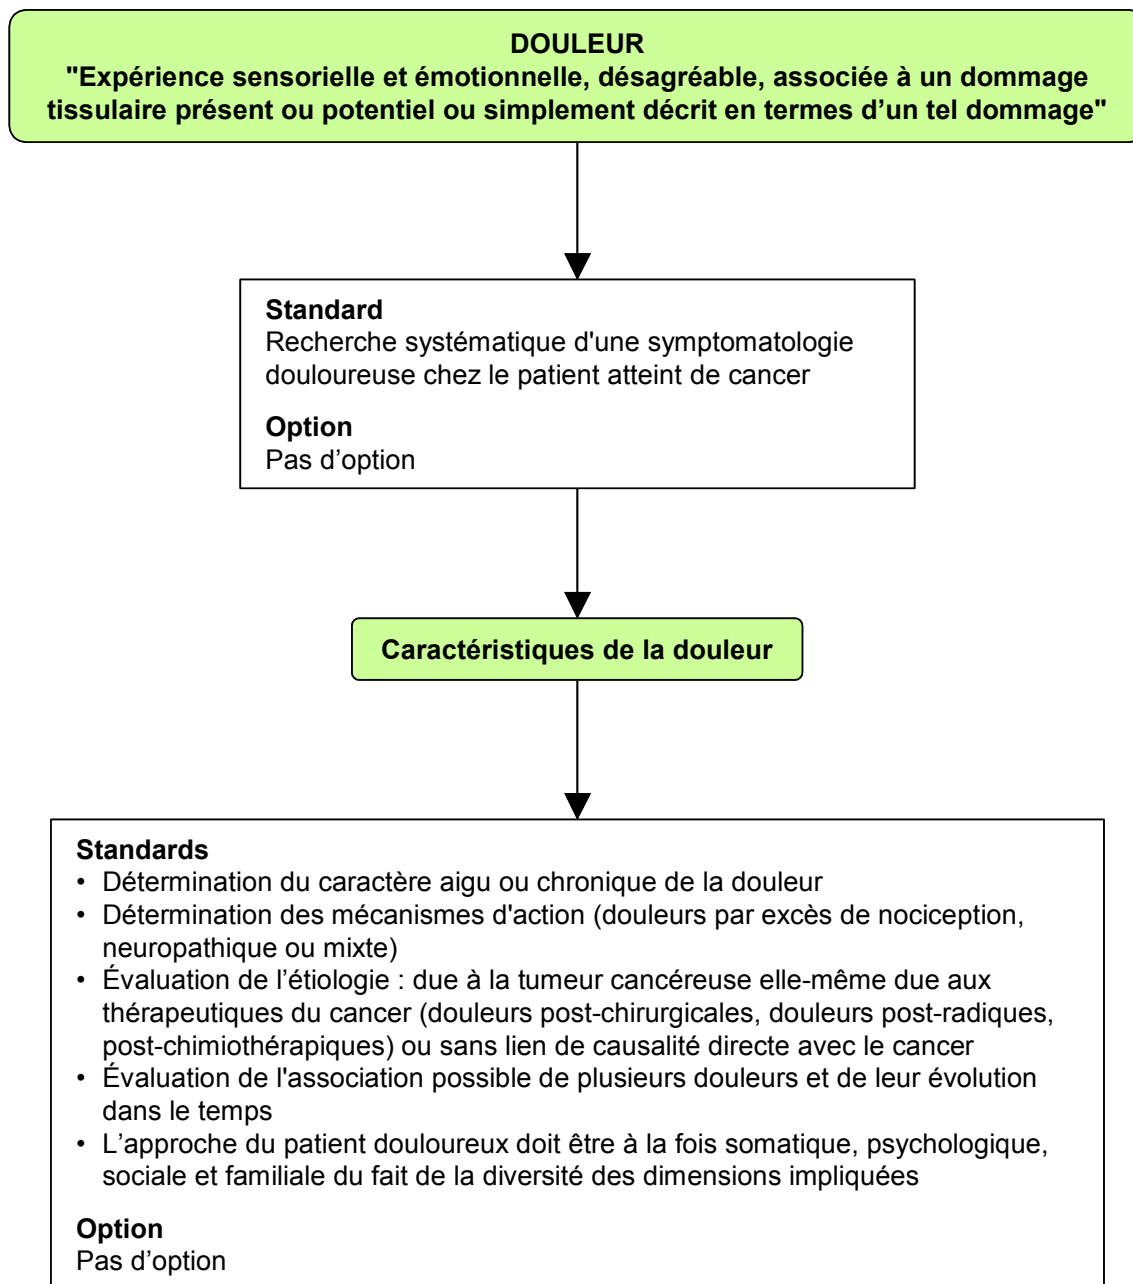 DOULEUR
"Expérience sensorielle et émotionnelle, désagréable, associée à un dommage
tissulaire présent ou potentiel ou simplement décrit en termes d’un tel dommage"
Standard
Recherche systématique d'une symptomatologie
douloureuse chez le patient atteint de cancer
Option
Pas d’option
Caractéristiques de la douleur
Standards
• Détermination du caractère aigu ou chronique de la douleur
• Détermination des mécanismes d'action (douleurs par excès de nociception,
neuropathique ou mixte)
• Évaluation de l’étiologie : due à la tumeur cancéreuse elle-même due aux
thérapeutiques du cancer (douleurs post-chirurgicales, douleurs post-radiques,
post-chimiothérapiques) ou sans lien de causalité directe avec le cancer
• Évaluation de l'association possible de plusieurs douleurs et de leur évolution
dans le temps
• L’approche du patient douloureux doit être à la fois somatique, psychologique,
sociale et familiale du fait de la diversité des dimensions impliquées
Option
Pas d’option